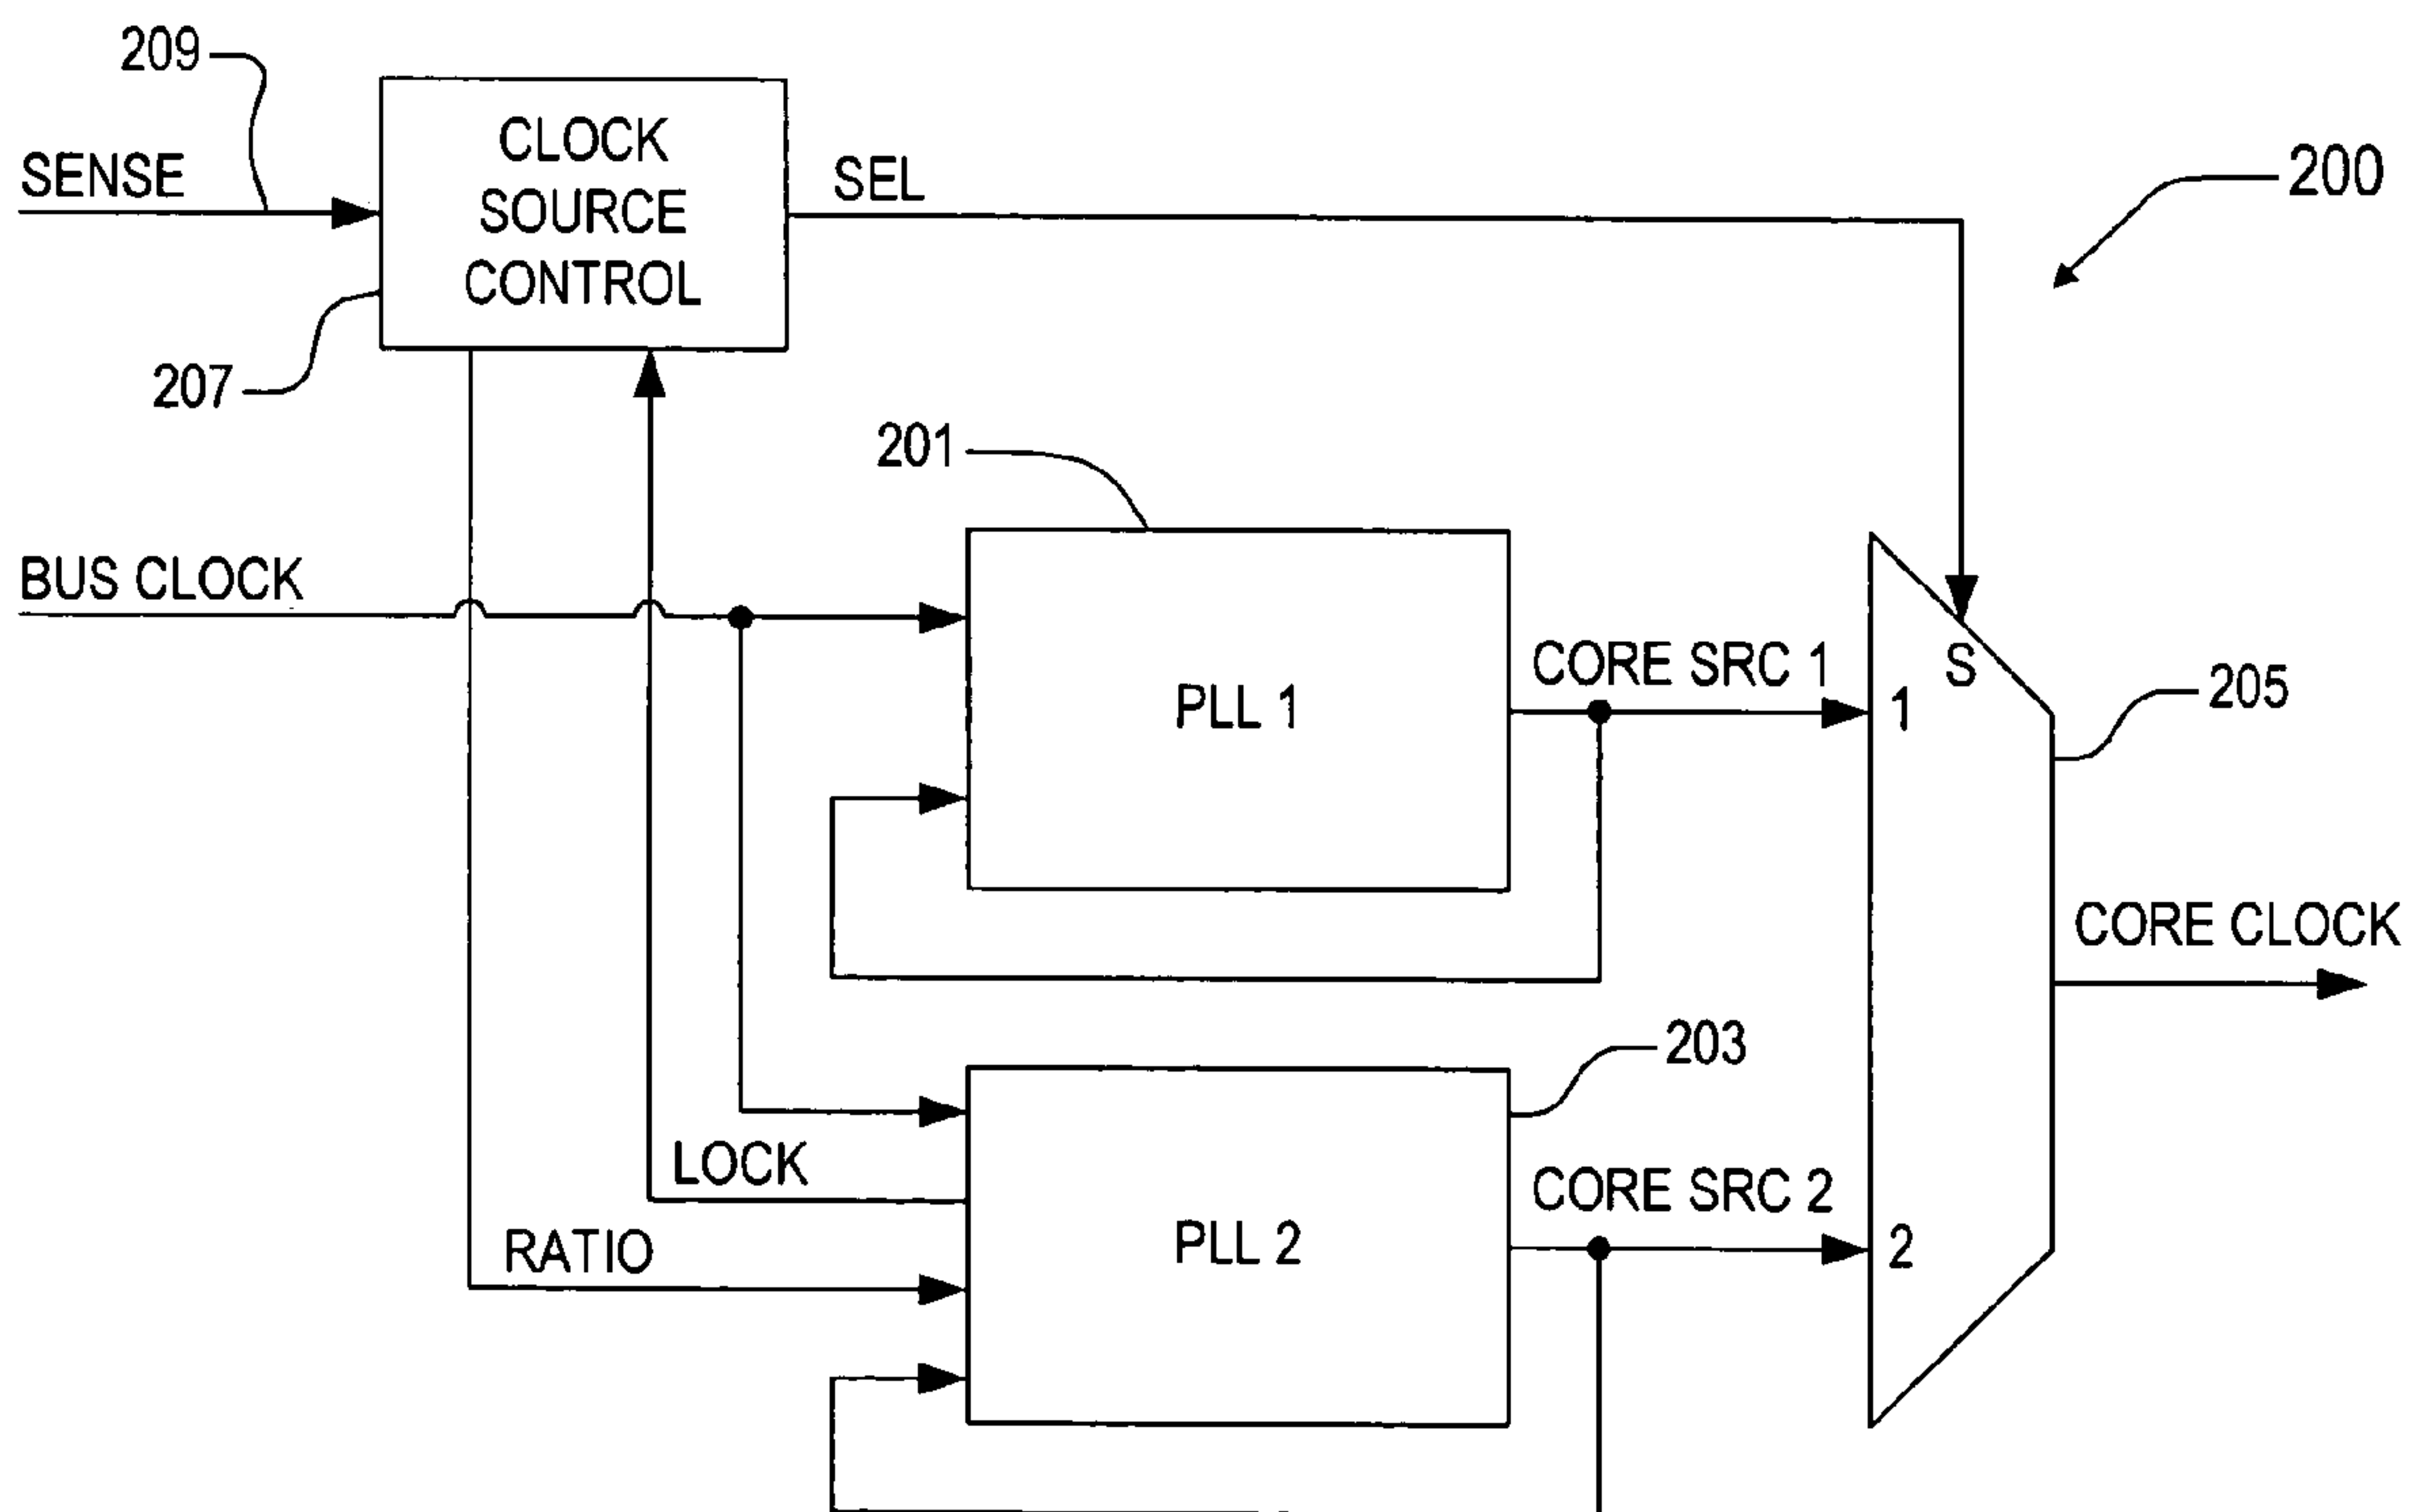 209
CLOCK
SOURCE
CONTROL
SENSE
SEL
200
207
201
BUS CLOCK
CORE SRC 1
S
205
PLL 1
1
CORE CLOCK
203
LOCK
CORE SRC 2
PLL 2
2
RATIO